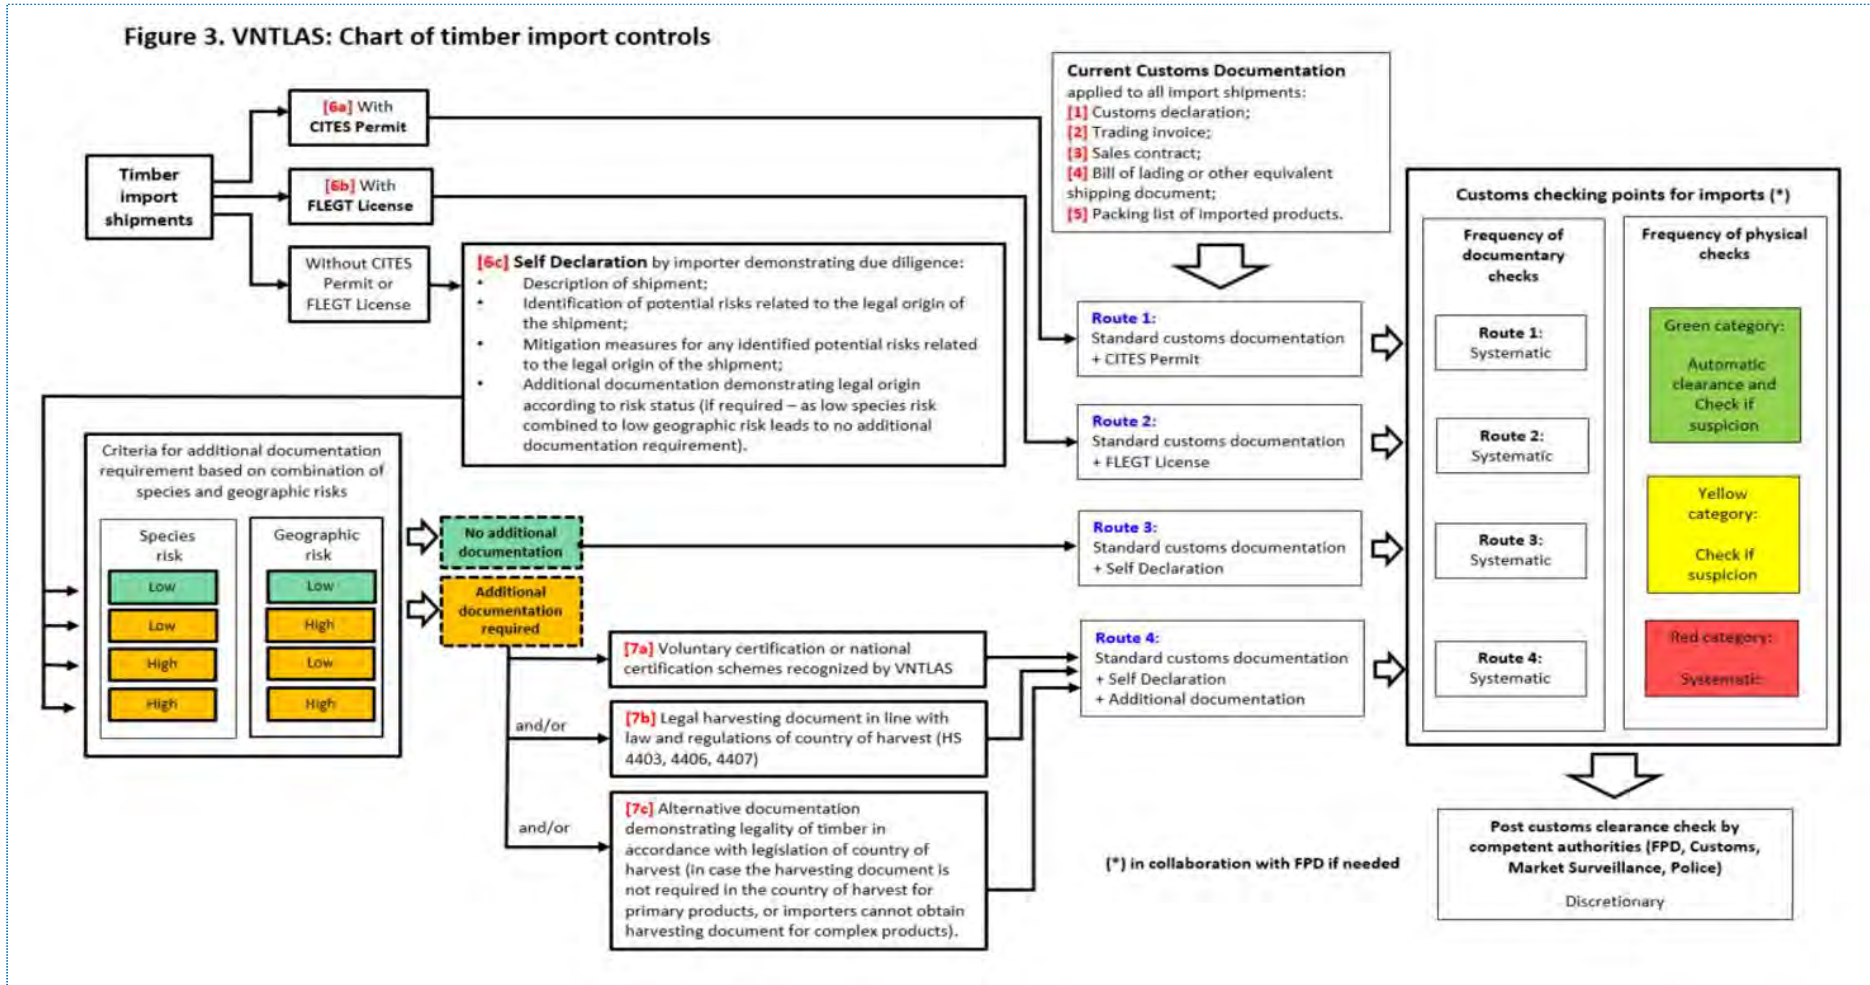 Figure 3. VNTLAS: Chart of timber import controls
Timber
import
shipments
[6a] With
CITES Permit
[6b] With
FLEGT License
Without CITES
Permit or
FLEGT License
[6c] Self Declaration by importer demonstrating due diligence:
• Description of shipment;
• Identification of potential risks related to the legal origin of
the shipment;
• Mitigation measures for any identified potential risks related
to the legal origin of the shipment;
• Additional documentation demonstrating legal origin
according to risk status (if required – as low species risk
combined to low geographic risk leads to no additional
documentation requirement).
Criteria for additional documentation
requirement based on combination of
species and geographic risks
Species
risk
Low
Low
High
High
Geographic
risk
Low
High
Low
High
No additional
documentation
Additional
documentation
required
and/or
and/or
[7a] Voluntary certification or national
certification schemes recognized by VNTLAS
[7b] Legal harvesting document in line with
law and regulations of country of harvest (HS
4403, 4406, 4407)
[7c] Alternative documentation
demonstrating legality of timber in
accordance with legislation of country of
harvest (in case the harvesting document is
not required in the country of harvest for
primary products, or importers cannot obtain
harvesting document for complex products).
Current Customs Documentation
applied to all import shipments:
[1] Customs declaration;
[2] Trading invoice;
[3] Sales contract;
[4] Bill of lading or other equivalent
shipping document;
[5] Packing list of imported products.
Route 1:
Standard customs documentation
+ CITES Permit
Route 2:
Standard customs documentation
+ FLEGT License
Route 3:
Standard customs documentation
+ Self Declaration
Route 4:
Standard customs documentation
+ Self Declaration
+ Additional documentation
Customs checking points for imports (*)
Frequency of
documentary
checks
Route 1:
Systematic
Route 2:
Systematic
Route 3:
Systematic
Route 4:
Systematic
Frequency of physical
checks
Green category:
Automatic
clearance and
Check if
suspicion
Yellow
category:
Check if
suspicion
Red category:
Systematic
(*) in collaboration with FPD if needed
Post customs clearance check by
competent authorities (FPD, Customs,
Market Surveillance, Police)
Discretionary